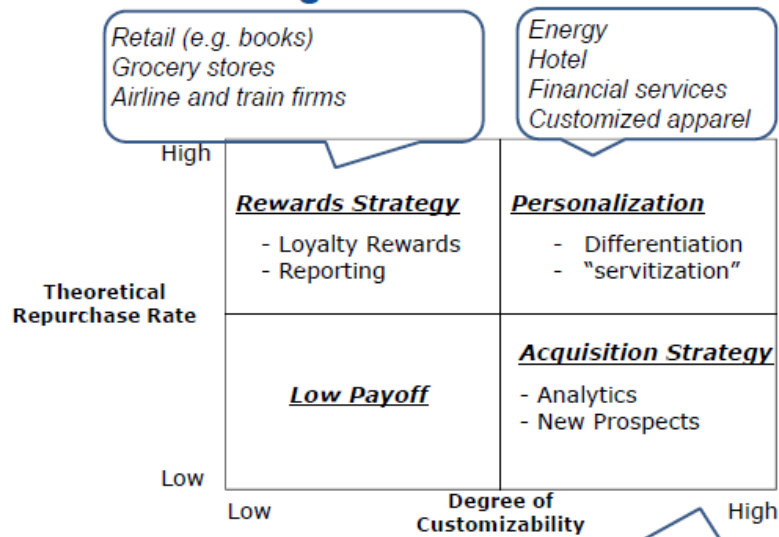 Retail (e.g. books)
Grocery stores
Airline and train firms
Energy
Hotel
Financial services
Customized apparel
High
Rewards Strategy
- Loyalty Rewards
- Reporting
Personalization
- Differentiation
- “servitization”
Theoretical
Repurchase Rate
Low Payoff
Acquisition Strategy
- Analytics
- New Prospects
Low
Low
Degree of
Customizability
High